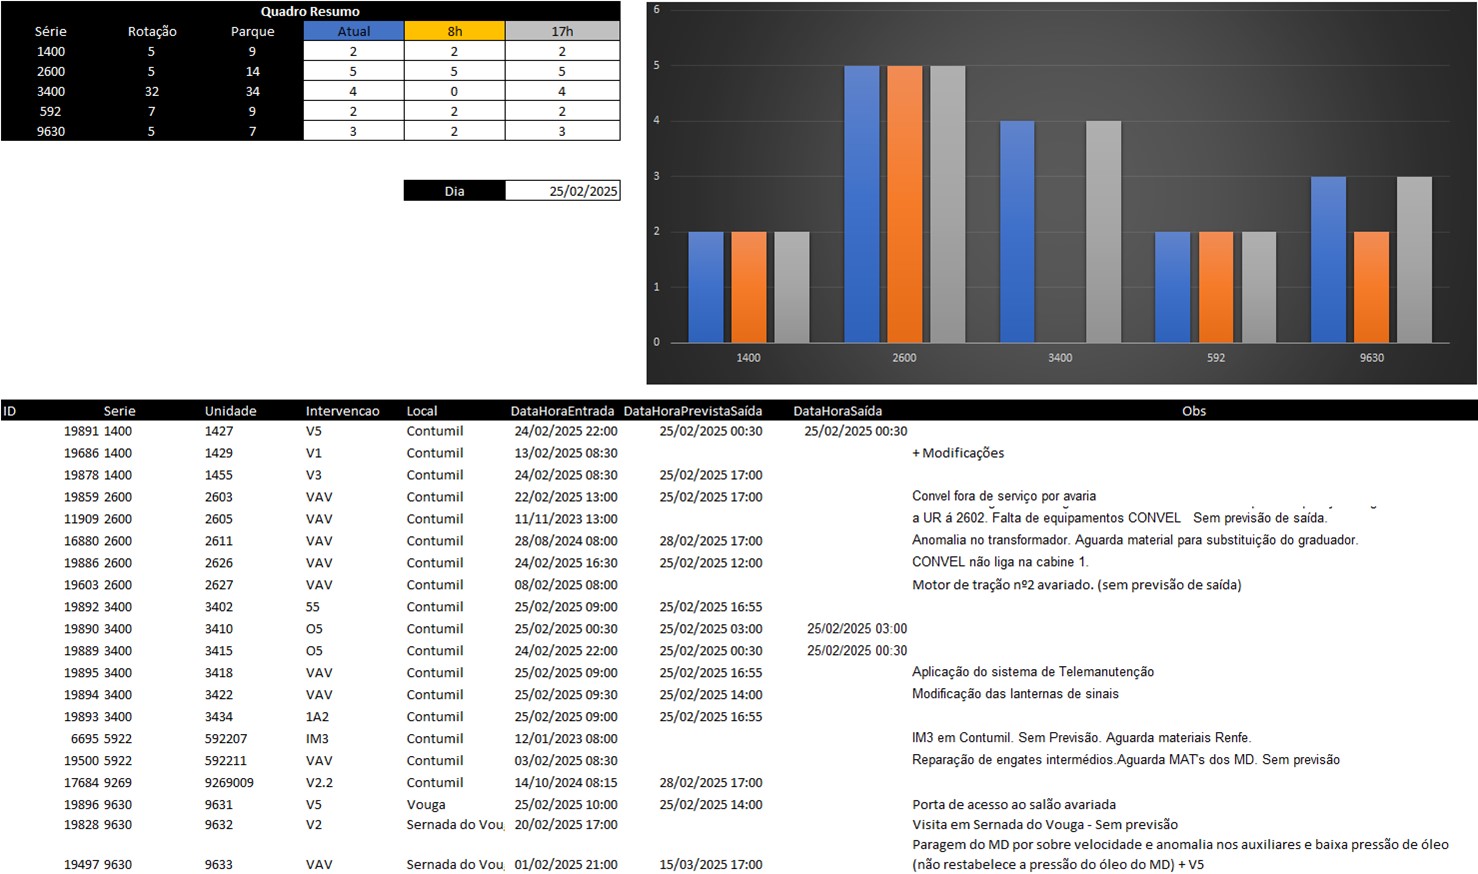 Quadro Resumo
Série Rotação Parque Atual 8h 17h
1400 5 9 2 2 2
2600 5 14 5 5 5
3400 32 34 4 0 4
592 7 9 2 2 2
9630 5 7 3 2 3
Dia 25/02/2025
6
5
4
3
2
1
0
1400 2600 3400 592 9630
ID Serie Unidade Intervencao Local DataHoraEntrada DataHoraPrevistaSaída DataHoraSaída Obs
19891 1400 1427 V5 Contumil 24/02/2025 22:00 25/02/2025 00:30 25/02/2025 00:30
19686 1400 1429 V1 Contumil 13/02/2025 08:30 + Modificações
19878 1400 1455 V3 Contumil 24/02/2025 08:30 25/02/2025 17:00
19859 2600 2603 VAV Contumil 22/02/2025 13:00 25/02/2025 17:00 Convel fora de serviço por avaria
11909 2600 2605 VAV Contumil 11/11/2023 13:00 a UR á 2602. Falta de equipamentos CONVEL Sem previsão de saída.
16880 2600 2611 VAV Contumil 28/08/2024 08:00 28/02/2025 17:00 Anomalia no transformador. Aguarda material para substituição do graduador.
19886 2600 2626 VAV Contumil 24/02/2025 16:30 25/02/2025 12:00 CONVEL não liga na cabine 1.
19603 2600 2627 VAV Contumil 08/02/2025 08:00 Motor de tração nº2 avariado. (sem previsão de saída)
19892 3400 3402 55 Contumil 25/02/2025 09:00 25/02/2025 16:55
19890 3400 3410 O5 Contumil 25/02/2025 00:30 25/02/2025 03:00 25/02/2025 03:00
19889 3400 3415 O5 Contumil 24/02/2025 22:00 25/02/2025 00:30 25/02/2025 00:30
19895 3400 3418 VAV Contumil 25/02/2025 09:00 25/02/2025 16:55 Aplicação do sistema de Telemanutenção
19894 3400 3422 VAV Contumil 25/02/2025 09:30 25/02/2025 14:00 Modificação das lanternas de sinais
19893 3400 3434 1A2 Contumil 25/02/2025 09:00 25/02/2025 16:55
6695 5922 592207 IM3 Contumil 12/01/2023 08:00 IM3 em Contumil. Sem Previsão. Aguarda materiais Renfe.
19500 5922 592211 VAV Contumil 03/02/2025 08:30 Reparação de engates intermédios.Aguarda MAT's dos MD. Sem previsão
17684 9269 9269009 V2.2 Contumil 14/10/2024 08:15 28/02/2025 17:00
19896 9630 9631 V5 Vouga 25/02/2025 10:00 25/02/2025 14:00 Porta de acesso ao salão avariada
19828 9630 9632 V2 Sernada do Vou 20/02/2025 17:00 Visita em Sernada do Vouga - Sem previsão
Paragem do MD por sobre velocidade e anomalia nos auxiliares e baixa pressão de óleo
19497 9630 9633 VAV Sernada do Vou 01/02/2025 21:00 15/03/2025 17:00 (não restabelece a pressão do óleo do MD) + V5